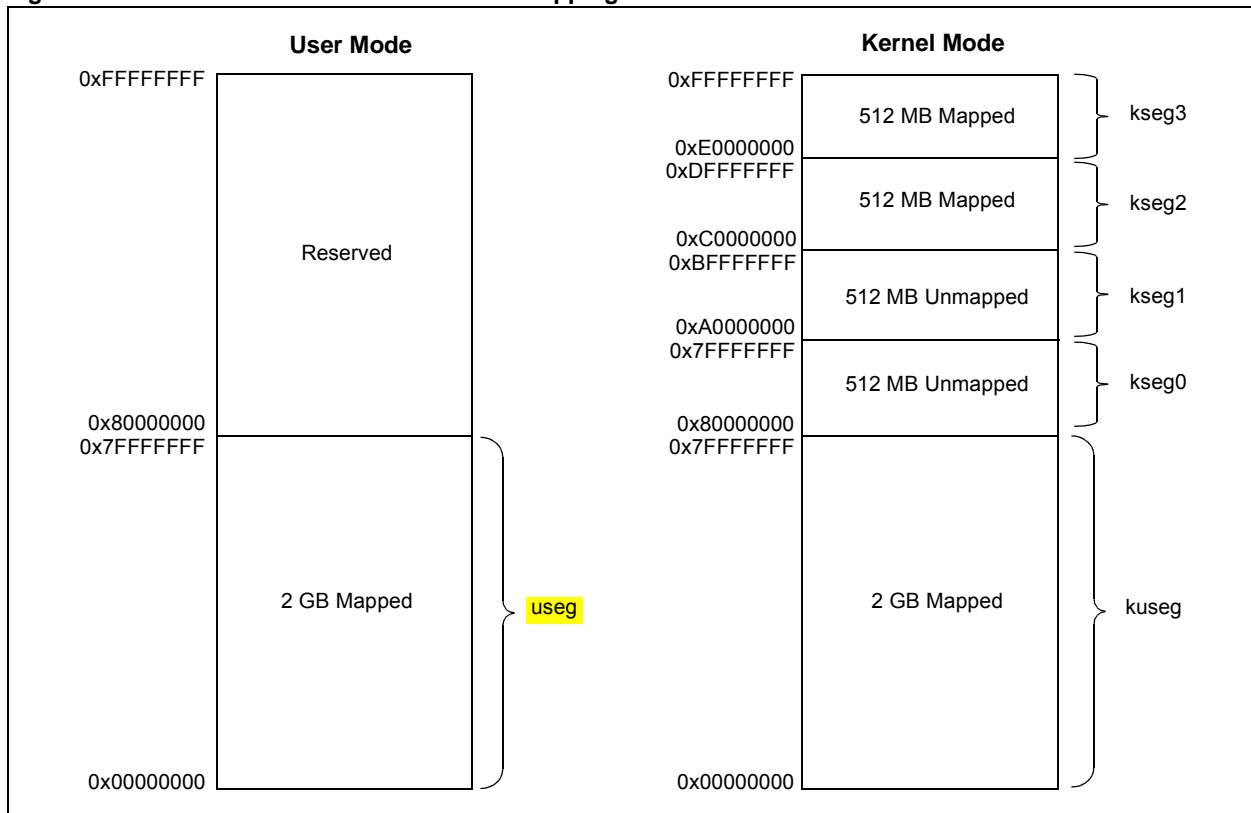 User Mode
0xFFFFFFFF
Reserved
0x80000000
0x7FFFFFFF
2 GB Mapped
useg
0x00000000
Kernel Mode
0xFFFFFFFF
512 MB Mapped
kseg3
0xE0000000
0xDFFFFFFF
512 MB Mapped
kseg2
0xC0000000
0xBFFFFFFF
512 MB Unmapped
kseg1
0xA0000000
0x7FFFFFFF
512 MB Unmapped
kseg0
0x80000000
0x7FFFFFFF
2 GB Mapped
kuseg
0x00000000